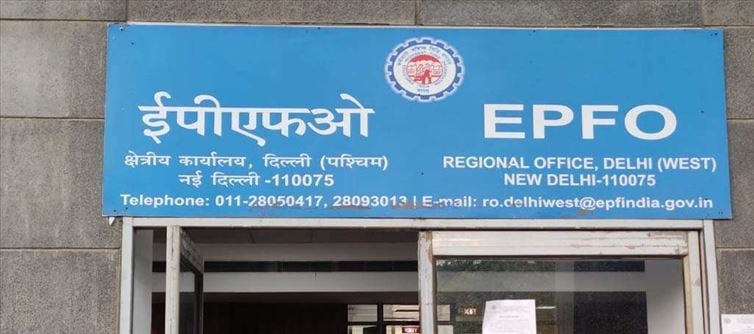 ईपीएफओ
क्षेत्रीय कार्यालय, दिल्ली (पश्चिम)
नई दिल्ली -110075
EPFO
REGIONAL OFFICE, DELHI (WEST)
NEW DELHI-110075
Telephone: 011-28050417, 28093013 | E-mail: ro.delhiwest@epfindia.gov.in